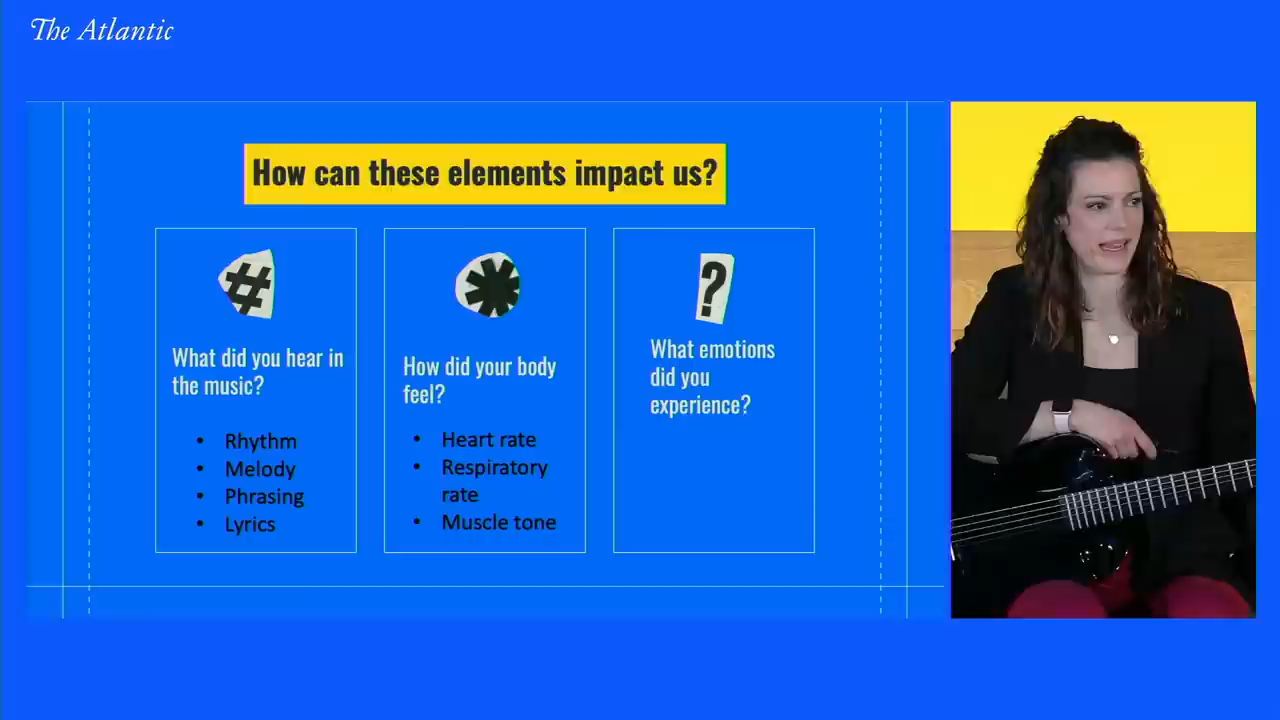 The Atlantic
How can these elements impact us?
#
What did you hear in
the music?
• Rhythm
• Melody
• Phrasing
• Lyrics
*
How did your body
feel?
• Heart rate
• Respiratory
rate
• Muscle tone
?
What emotions
did you
experience?